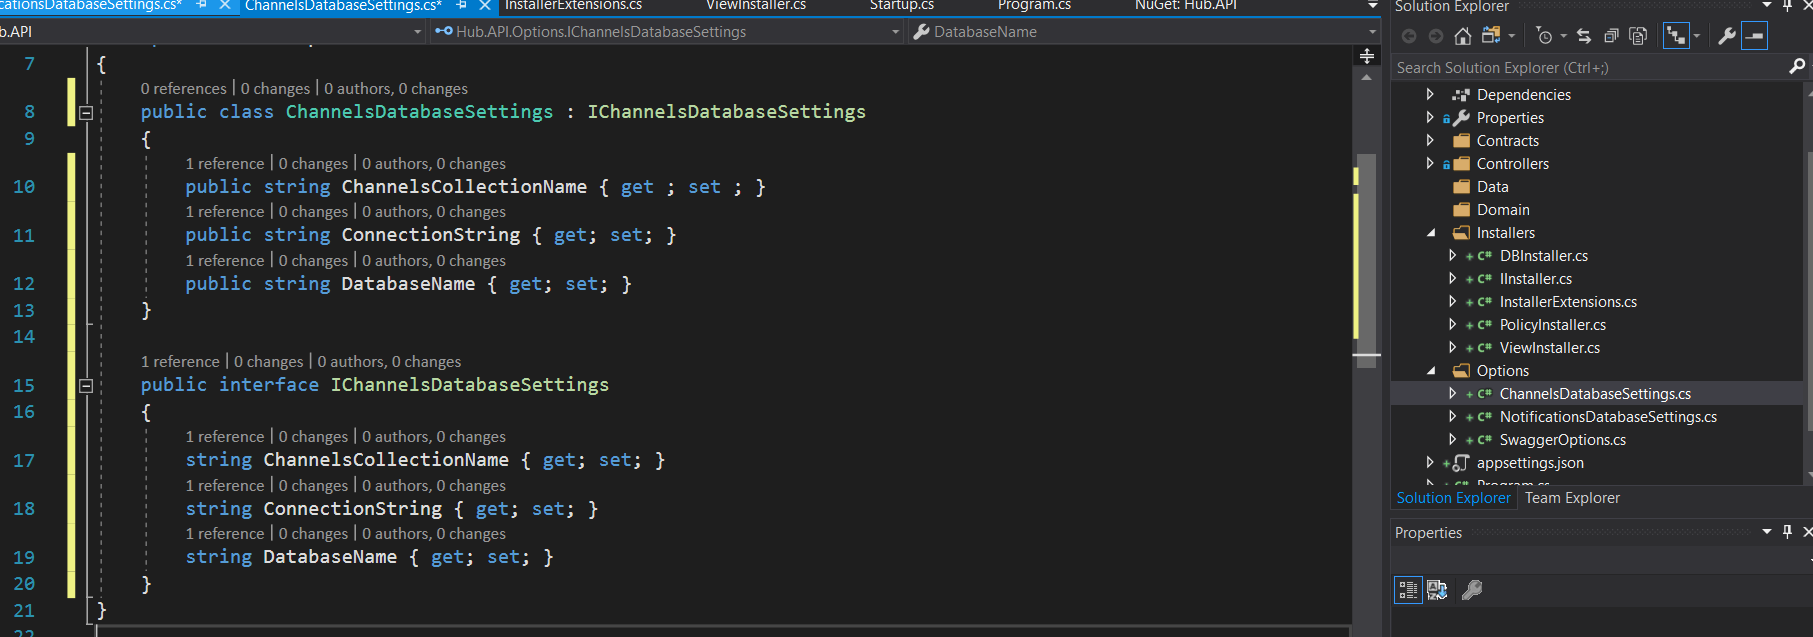 cationsDatabaseSettings.cs*
ChannelsDatabaseSettings.cs*
InstallerExtensions.cs
ViewInstaller.cs
Startup.cs
Program.cs
NuGet: Hub.API
b.API
Hub.API.Options.IChannelsDatabaseSettings
DatabaseName
7 {
0 references | 0 changes | 0 authors, 0 changes
8 public class ChannelsDatabaseSettings : IChannelsDatabaseSettings
9 {
1 reference | 0 changes | 0 authors, 0 changes
10 public string ChannelsCollectionName { get ; set ; }
1 reference | 0 changes | 0 authors, 0 changes
11 public string ConnectionString { get; set; }
1 reference | 0 changes | 0 authors, 0 changes
12 public string DatabaseName { get; set; }
13 }
14
1 reference | 0 changes | 0 authors, 0 changes
15 public interface IChannelsDatabaseSettings
16 {
1 reference | 0 changes | 0 authors, 0 changes
17 string ChannelsCollectionName { get; set; }
1 reference | 0 changes | 0 authors, 0 changes
18 string ConnectionString { get; set; }
1 reference | 0 changes | 0 authors, 0 changes
19 string DatabaseName { get; set; }
20 }
21 }
22
Solution Explorer
Search Solution Explorer (Ctrl+;)
Dependencies
Properties
Contracts
Controllers
Data
Domain
Installers
C# DBInstaller.cs
C# IInstaller.cs
C# InstallerExtensions.cs
C# PolicyInstaller.cs
C# ViewInstaller.cs
Options
C# ChannelsDatabaseSettings.cs
C# NotificationsDatabaseSettings.cs
C# SwaggerOptions.cs
appsettings.json
C# Program.cs
Solution Explorer
Team Explorer
Properties